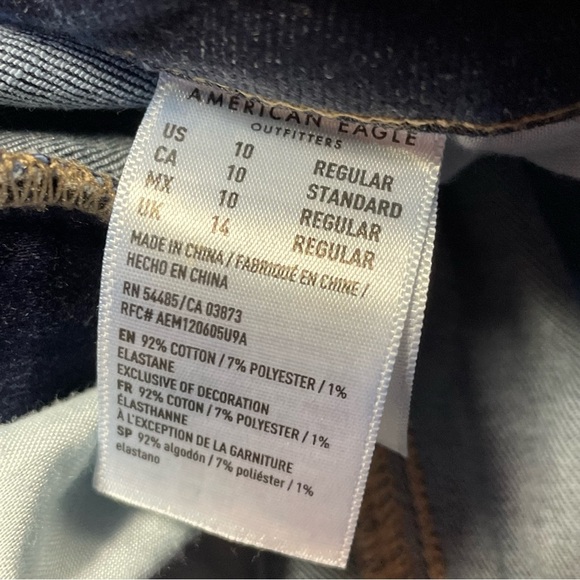 AMERICAN EAGLE
OUTFITTERS
US 10 REGULAR
CA 10 STANDARD
MX 10 REGULAR
UK 14 REGULAR
MADE IN CHINA / FABRIQUÉ EN CHINE /
HECHO EN CHINA
RN 54485/CA 03873
RFC# AEM120605U9A
EN 92% COTTON / 7% POLYESTER / 1%
ELASTANE
EXCLUSIVE OF DECORATION
FR 92% COTON / 7% POLYESTER / 1%
ÉLASTHANNE
À L'EXCEPTION DE LA GARNITURE
SP 92% algodón / 7% poliéster / 1%
elastano